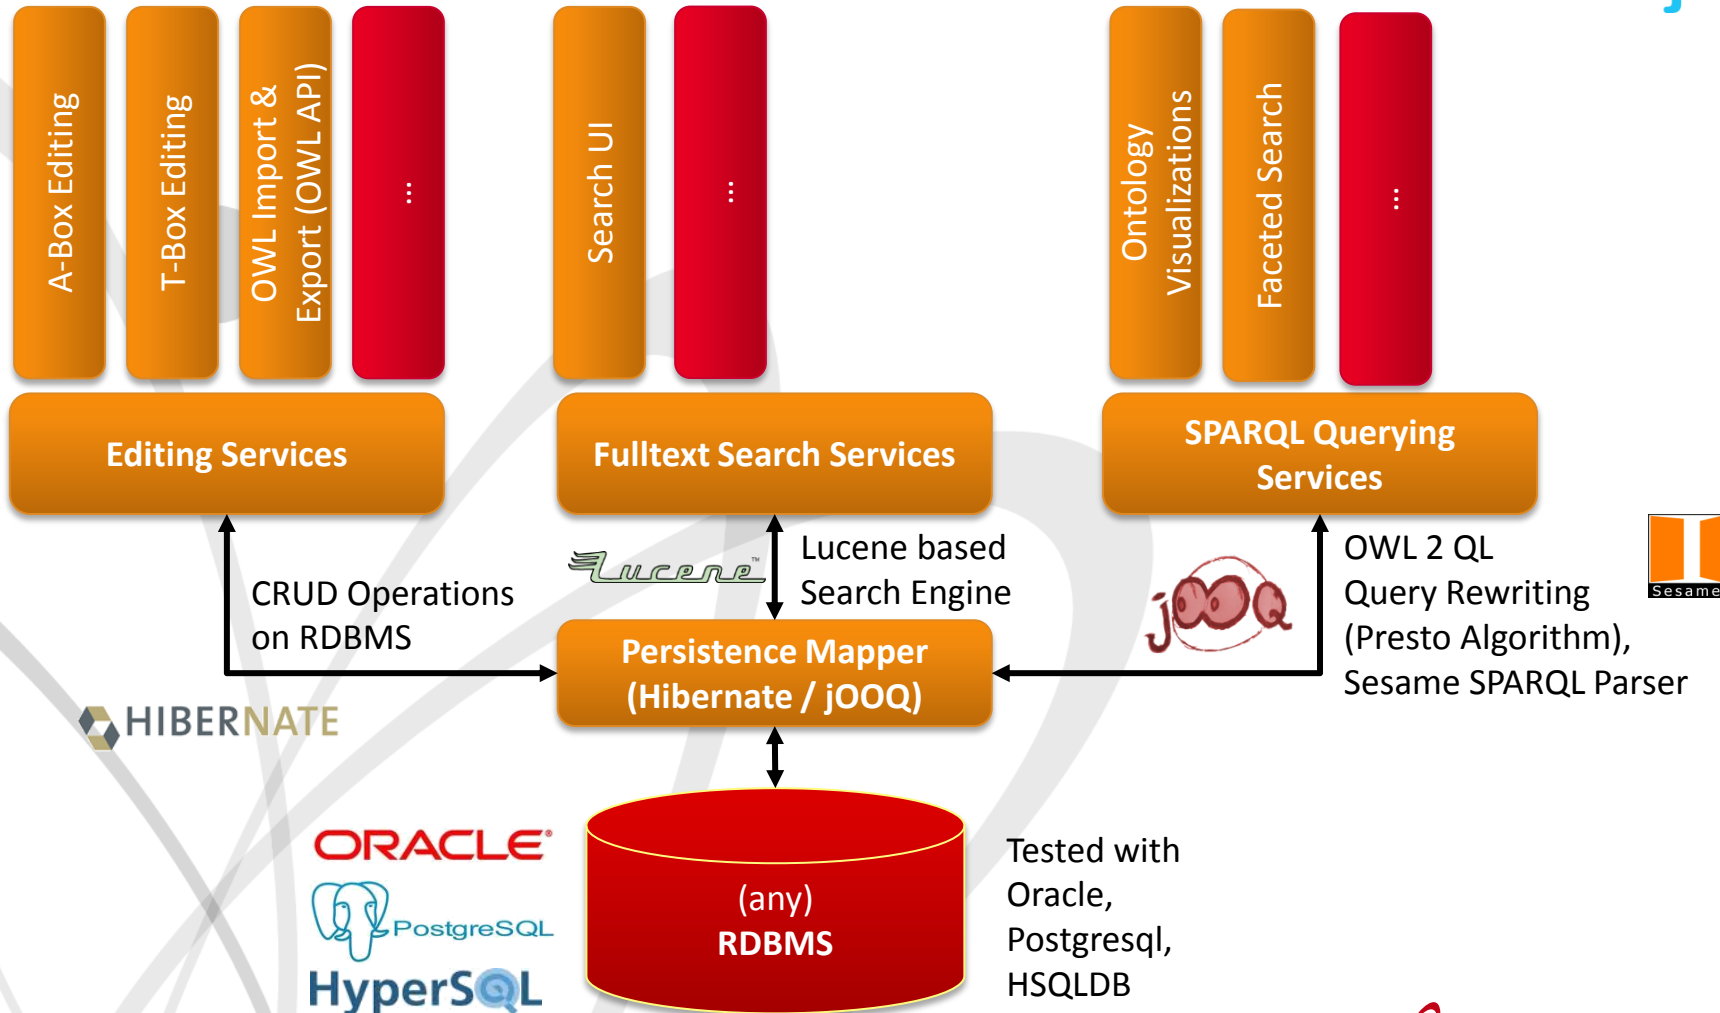 A-Box Editing
T-Box Editing
OWL Import &
Export (OWL API)
...
Search UI
...
Ontology
Visualizations
Faceted Search
...
Editing Services
Fulltext Search Services
SPARQL Querying
Services
CRUD Operations
on RDBMS
Lucene™
Lucene based
Search Engine
jOOQ
OWL 2 QL
Query Rewriting
(Presto Algorithm),
Sesame SPARQL Parser
Sesame
HIBERNATE
Persistence Mapper
(Hibernate / jOOQ)
ORACLE®
PostgreSQL
HyperSQL
(any)
RDBMS
Tested with
Oracle,
Postgresql,
HSQLDB